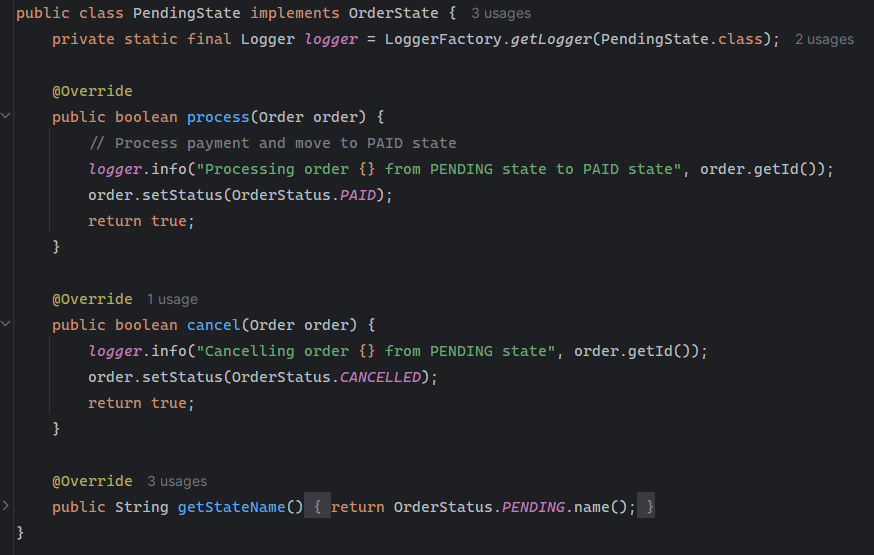 public class PendingState implements OrderState {  3 usages
    private static final Logger logger = LoggerFactory.getLogger(PendingState.class);  2 usages

    @Override
    public boolean process(Order order) {
        // Process payment and move to PAID state
        logger.info("Processing order {} from PENDING state to PAID state", order.getId());
        order.setStatus(OrderStatus.PAID);
        return true;
    }

    @Override  1 usage
    public boolean cancel(Order order) {
        logger.info("Cancelling order {} from PENDING state", order.getId());
        order.setStatus(OrderStatus.CANCELLED);
        return true;
    }

    @Override  3 usages
    public String getStateName() { return OrderStatus.PENDING.name(); }
}